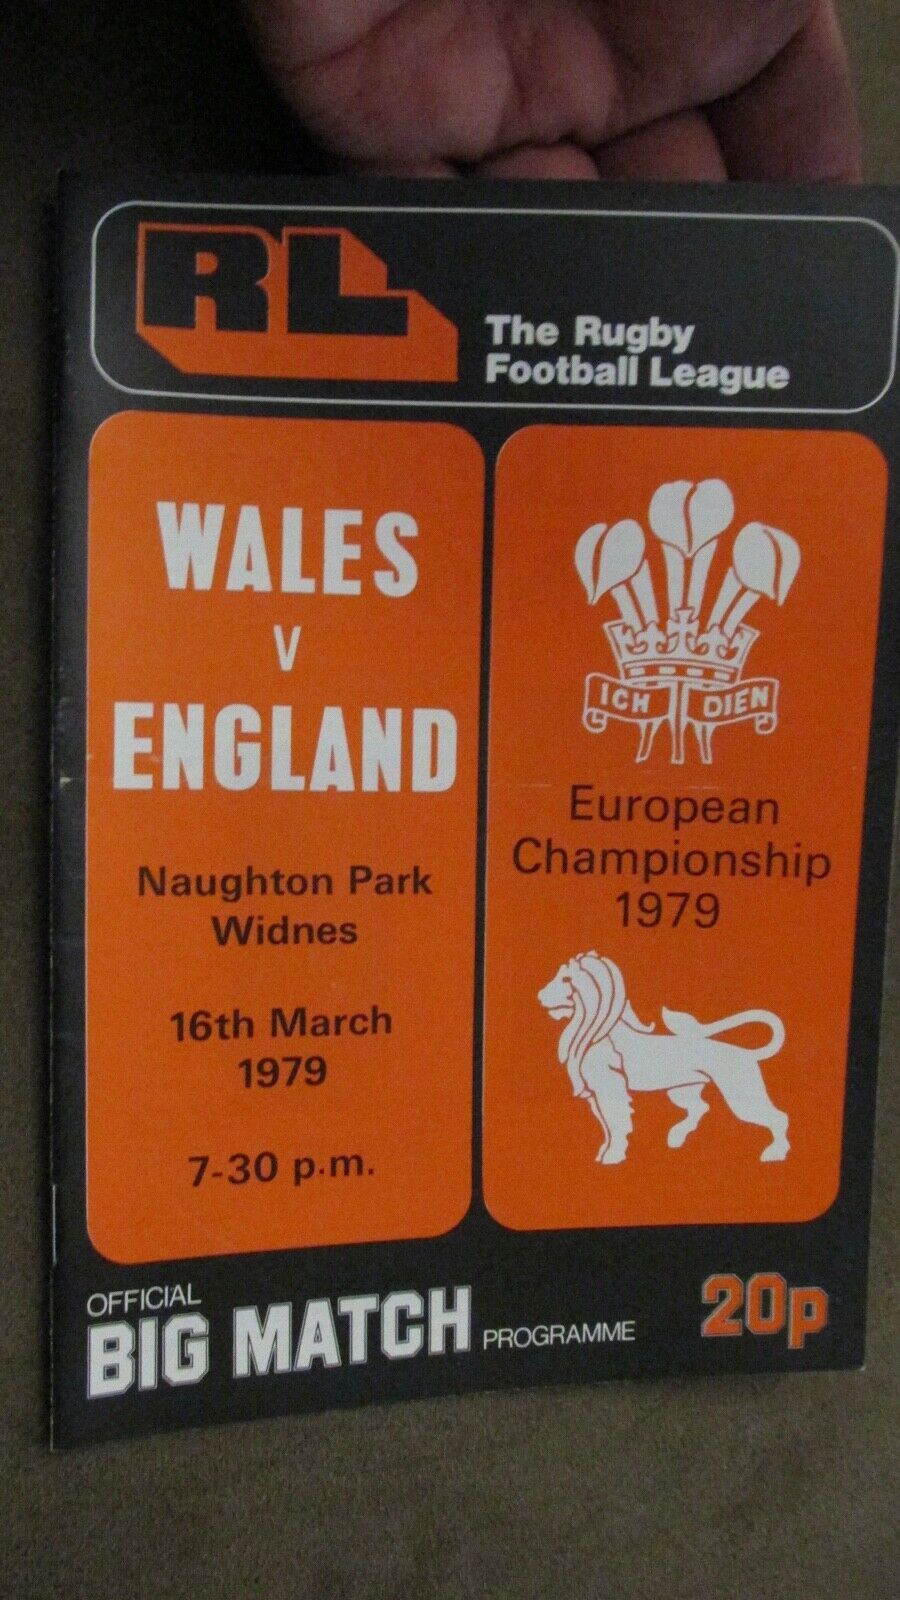 RL
The Rugby
Football League
WALES
v
ENGLAND
Naughton Park
Widnes
16th March
1979
7-30 p.m.
ICH DIEN
European
Championship
1979
OFFICIAL
BIG MATCH PROGRAMME
20p